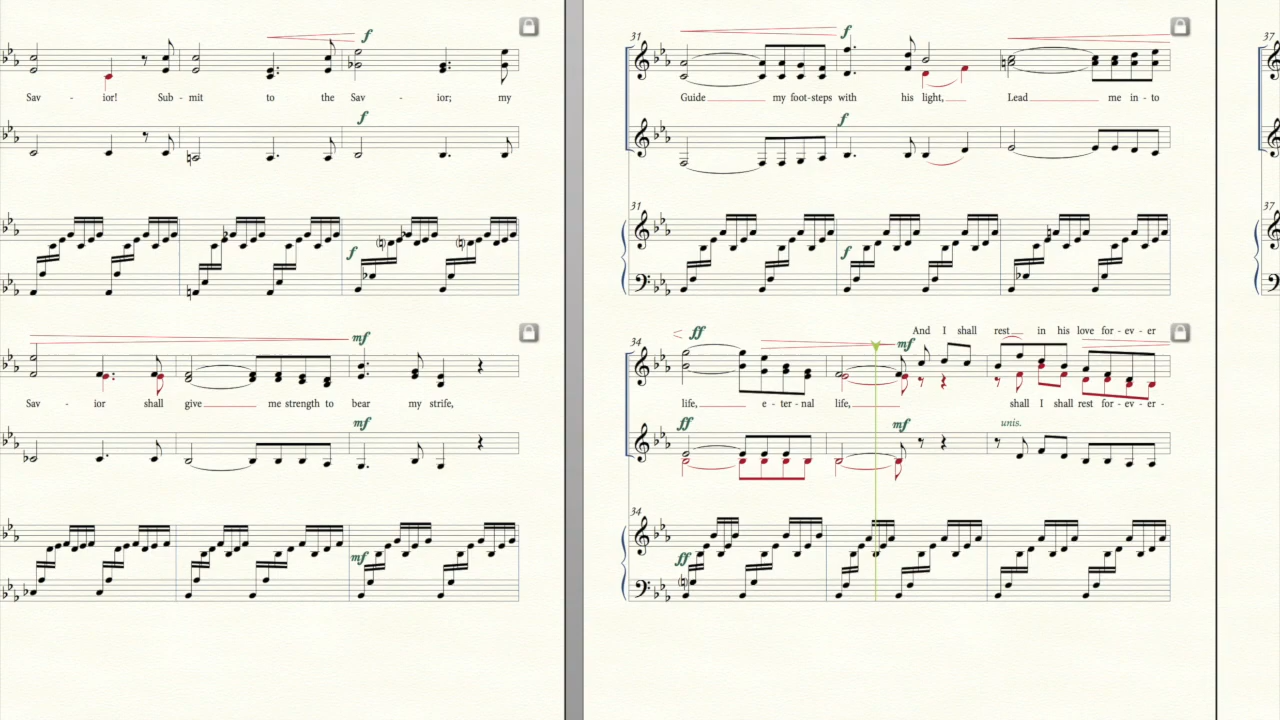 f
Sav - ior! Sub - mit to the Sav - ior; my
f
f
mf
Sav - ior shall give me strength to bear my strife,
mf
mf
31 f
Guide my foot-steps with his light, Lead me in - to
f
31
f
And I shall rest in his love for - ev - er
34 ff mf
life, e - ter - nal life, shall I shall rest for - ev - er -
ff mf unis.
34
ff
37
37